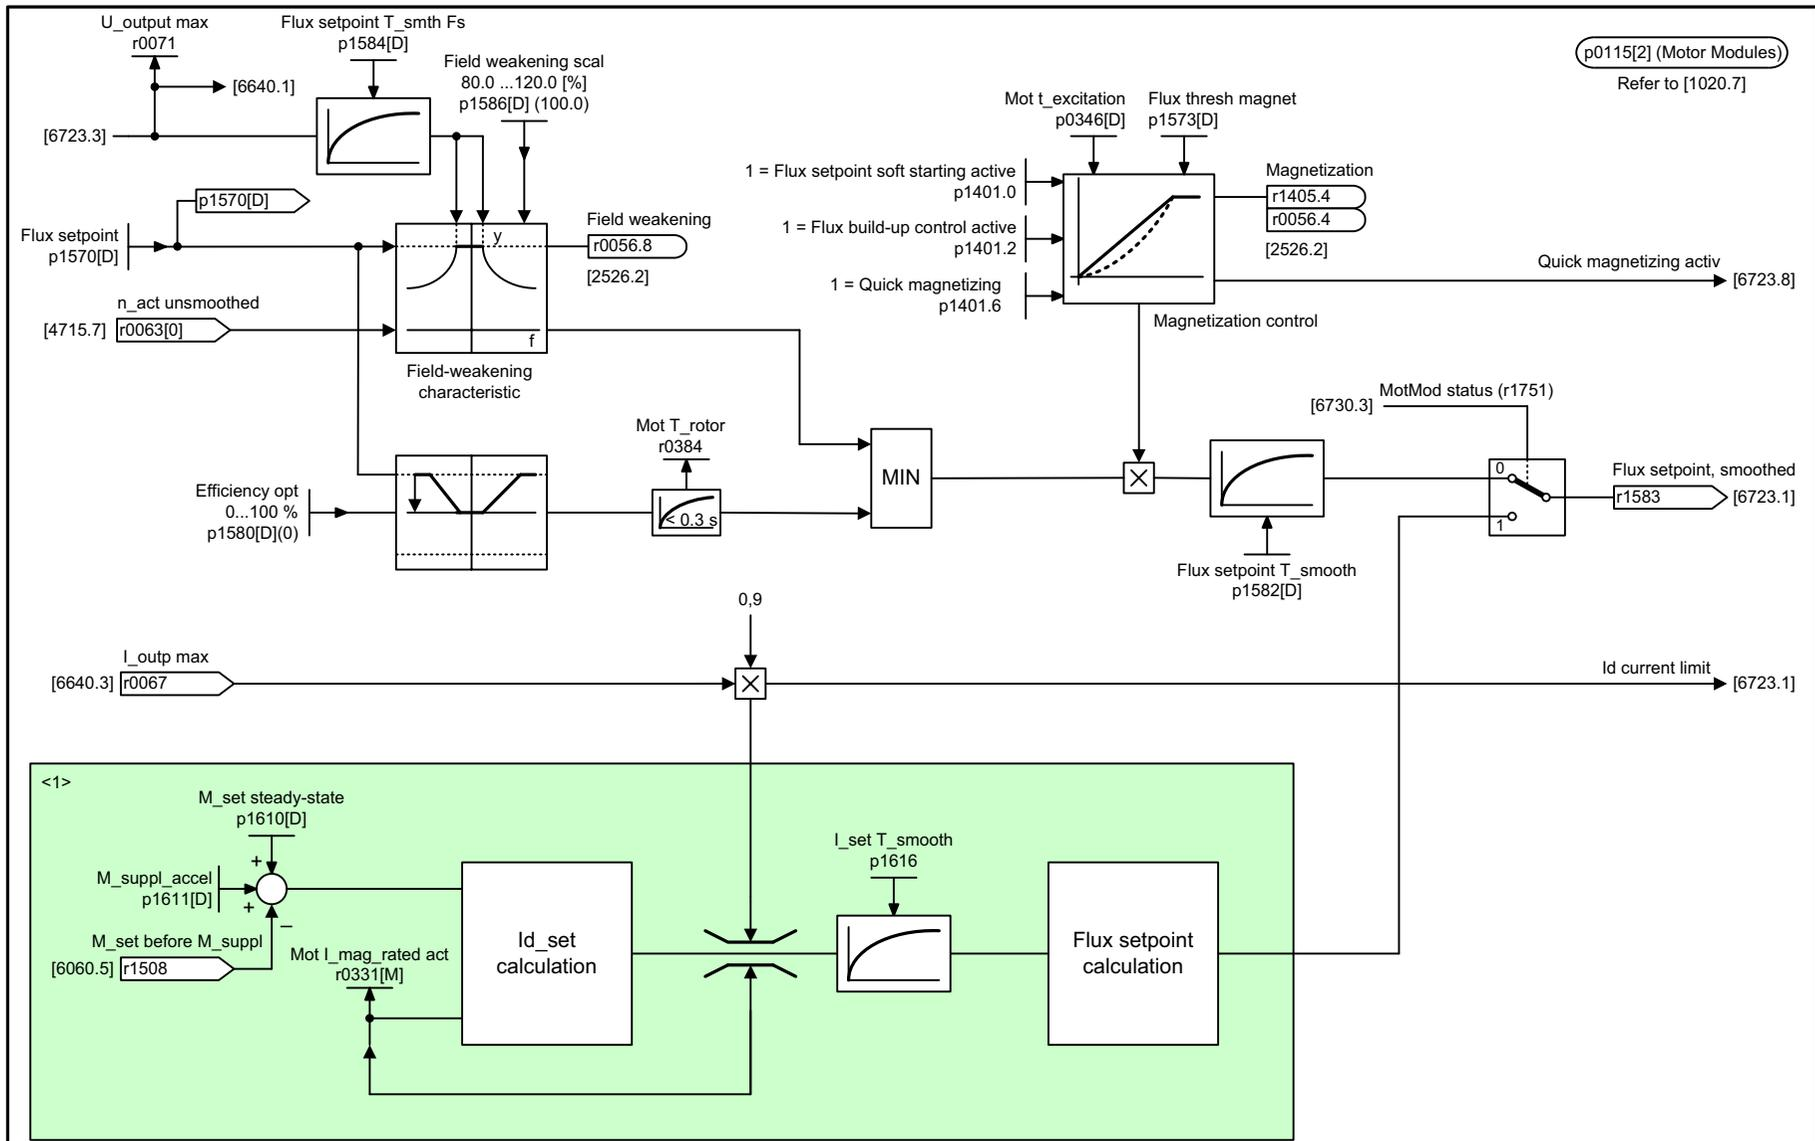 U_output max
r0071
[6640.1]
[6723.3]
Flux setpoint T_smth Fs
p1584[D]
Field weakening scal
80.0 ...120.0 [%]
p1586[D] (100.0)
p0115[2] (Motor Modules)
Refer to [1020.7]
Mot t_excitation
p0346[D]
Flux thresh magnet
p1573[D]
1 = Flux setpoint soft starting active
p1401.0
1 = Flux build-up control active
p1401.2
1 = Quick magnetizing
p1401.6
Magnetization
r1405.4
r0056.4
[2526.2]
Quick magnetizing activ
[6723.8]
Magnetization control
p1570[D]
Flux setpoint
p1570[D]
y
f
Field weakening
r0056.8
[2526.2]
n_act unsmoothed
[4715.7]
r0063[0]
Field-weakening
characteristic
Efficiency opt
0...100 %
p1580[D](0)
Mot T_rotor
r0384
< 0.3 s
MIN
MotMod status (r1751)
[6730.3]
0
1
Flux setpoint, smoothed
r1583
[6723.1]
Flux setpoint T_smooth
p1582[D]
0,9
I_outp max
[6640.3]
r0067
Id current limit
[6723.1]
<1>
M_set steady-state
p1610[D]
+
M_suppl_accel
p1611[D]
+
–
M_set before M_suppl
[6060.5]
r1508
Mot I_mag_rated act
r0331[M]
Id_set
calculation
I_set T_smooth
p1616
Flux setpoint
calculation